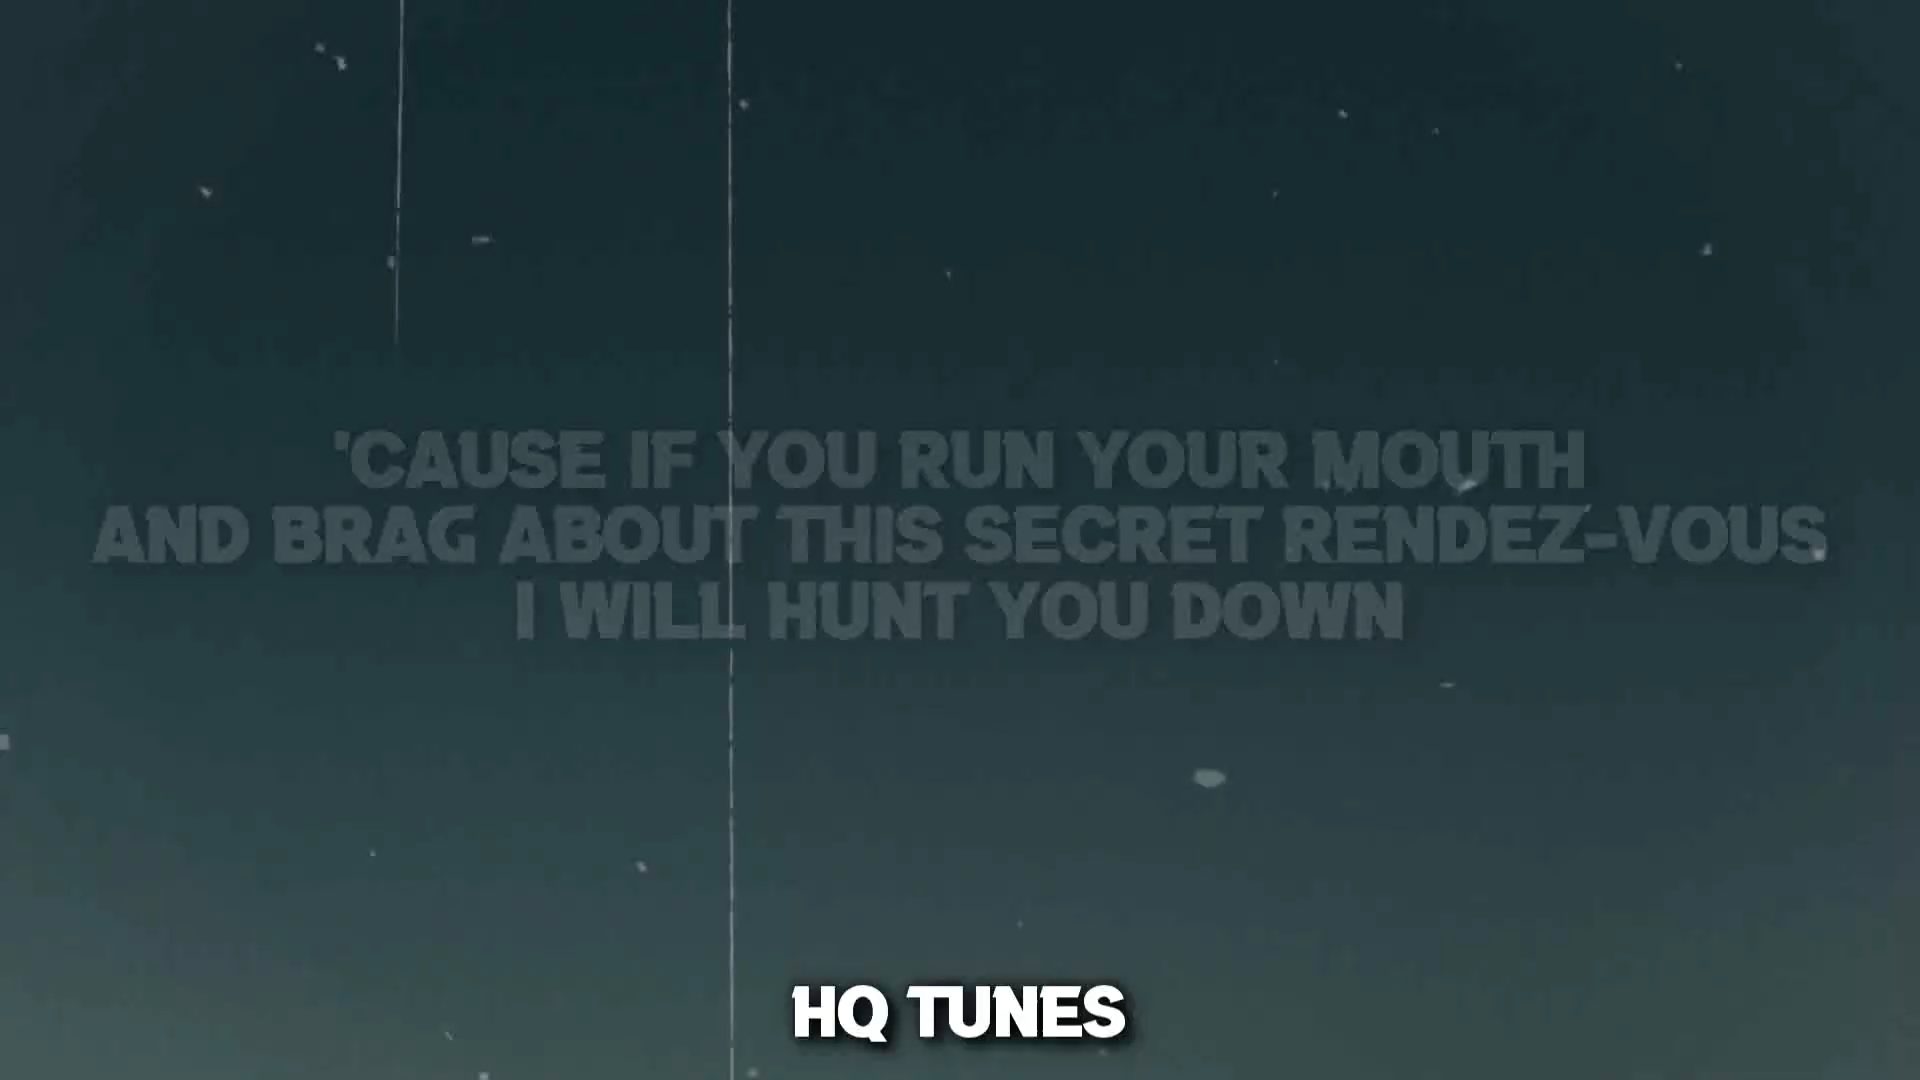 'CAUSE IF YOU RUN YOUR MOUTH
AND BRAG ABOUT THIS SECRET RENDEZ-VOUS
I WILL HUNT YOU DOWN
HQ TUNES